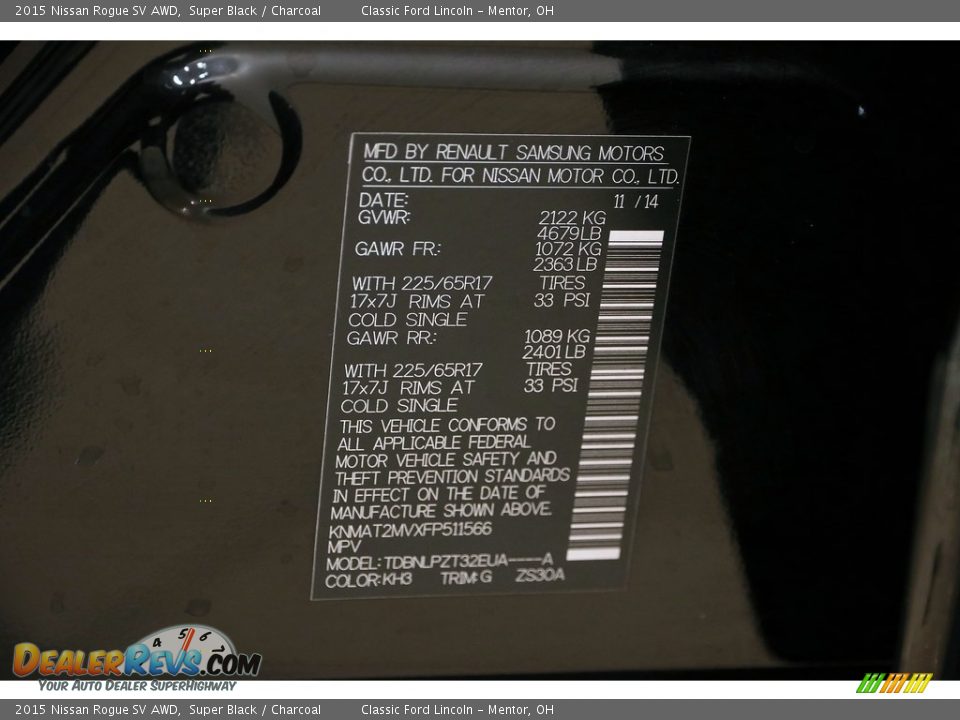 2015 Nissan Rogue SV AWD, Super Black / Charcoal Classic Ford Lincoln - Mentor, OH
MFD BY RENAULT SAMSUNG MOTORS
CO., LTD. FOR NISSAN MOTOR CO., LTD.
DATE: 11 / 14
GVWR: 2122 KG
4679 LB
GAWR FR.: 1072 KG
2363 LB
WITH 225/65R17 TIRES
17x7J RIMS AT 33 PSI
COLD SINGLE
GAWR RR.: 1089 KG
2401 LB
WITH 225/65R17 TIRES
17x7J RIMS AT 33 PSI
COLD SINGLE
THIS VEHICLE CONFORMS TO
ALL APPLICABLE FEDERAL
MOTOR VEHICLE SAFETY AND
THEFT PREVENTION STANDARDS
IN EFFECT ON THE DATE OF
MANUFACTURE SHOWN ABOVE.
KNMAT2MVXFP511566
MPV
MODEL: TDBNLPZT32EUA----A
COLOR: KH3 TRIM: G ZS30A
4 5 6
DEALERREVS.COM
YOUR AUTO DEALER SUPERHIGHWAY
2015 Nissan Rogue SV AWD, Super Black / Charcoal Classic Ford Lincoln - Mentor, OH